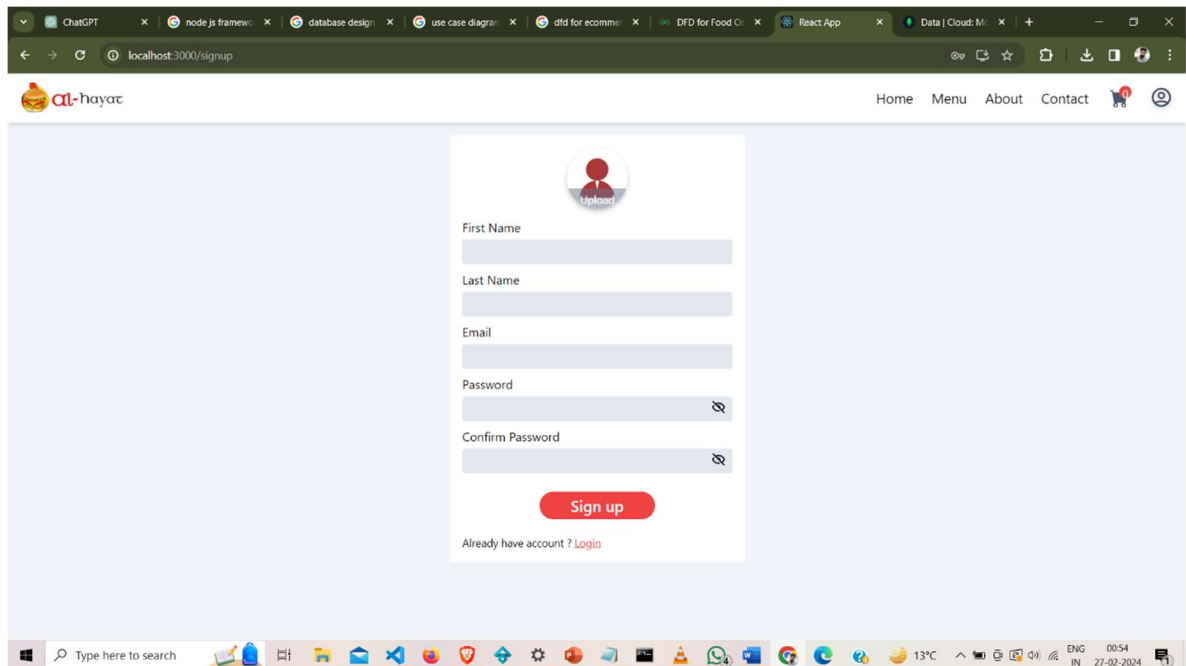 ChatGPT
node js framewo
database design
use case diagran
dfd for ecommer
DFD for Food Or
React App
Data | Cloud: Mo
localhost:3000/signup
al-hayat
Home Menu About Contact 0
Upload
First Name
Last Name
Email
Password
Confirm Password
Sign up
Already have account ? Login
Type here to search
13°C
ENG
IN
00:54
27-02-2024